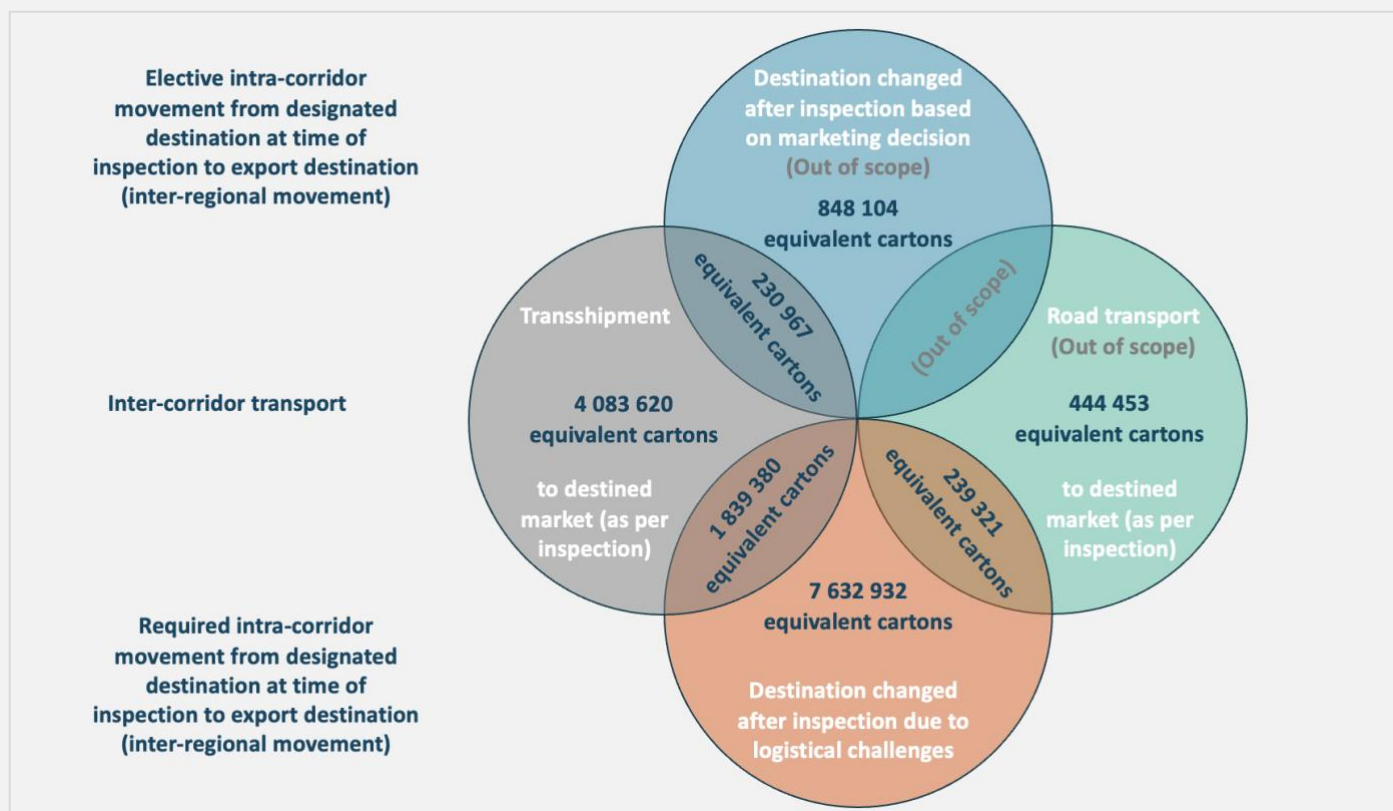 Elective intra-corridor
movement from designated
destination at time of
inspection to export destination
(inter-regional movement)
Destination changed
after inspection based
on marketing decision
(Out of scope)
848 104
equivalent cartons
230 967
equivalent cartons
(Out of scope)
Inter-corridor transport
Transshipment
4 083 620
equivalent cartons
to destined
market (as per
inspection)
Road transport
(Out of scope)
444 453
equivalent cartons
to destined
market (as per
inspection)
1 839 380
equivalent cartons
239 321
equivalent cartons
Required intra-corridor
movement from designated
destination at time of
inspection to export destination
(inter-regional movement)
7 632 932
equivalent cartons
Destination changed
after inspection due to
logistical challenges